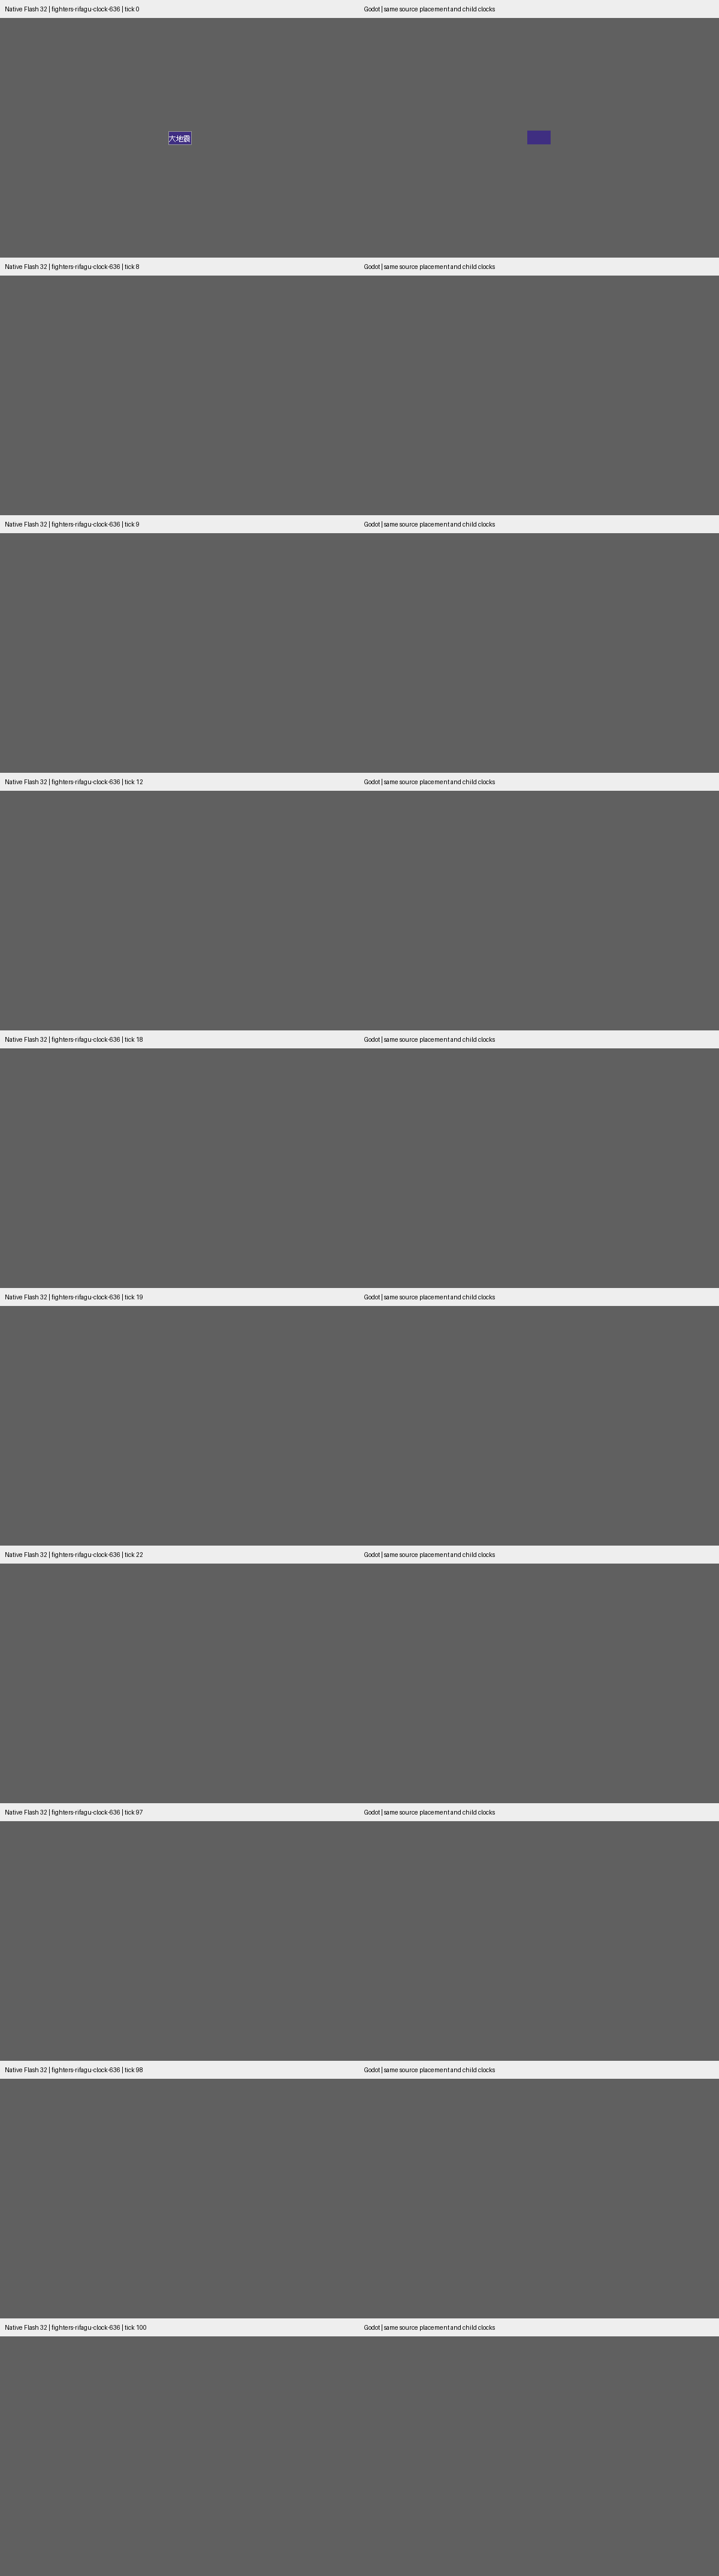 Native Flash 32 | fighters-rifagu-clock-636 | tick 0
Godot | same source placement and child clocks
大地震
Native Flash 32 | fighters-rifagu-clock-636 | tick 8
Godot | same source placement and child clocks
Native Flash 32 | fighters-rifagu-clock-636 | tick 9
Godot | same source placement and child clocks
Native Flash 32 | fighters-rifagu-clock-636 | tick 12
Godot | same source placement and child clocks
Native Flash 32 | fighters-rifagu-clock-636 | tick 18
Godot | same source placement and child clocks
Native Flash 32 | fighters-rifagu-clock-636 | tick 19
Godot | same source placement and child clocks
Native Flash 32 | fighters-rifagu-clock-636 | tick 22
Godot | same source placement and child clocks
Native Flash 32 | fighters-rifagu-clock-636 | tick 97
Godot | same source placement and child clocks
Native Flash 32 | fighters-rifagu-clock-636 | tick 98
Godot | same source placement and child clocks
Native Flash 32 | fighters-rifagu-clock-636 | tick 100
Godot | same source placement and child clocks